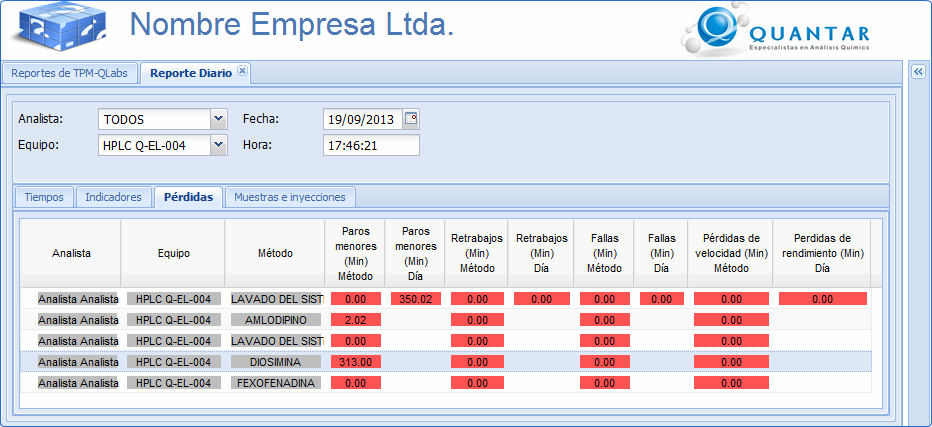 Nombre Empresa Ltda.
QUANTAR
Especialistas en Análisis Químico
Reportes de TPM-QLabs Reporte Diario
Analista: TODOS Fecha: 19/09/2013
Equipo: HPLC Q-EL-004 Hora: 17:46:21
Tiempos Indicadores Pérdidas Muestras e inyecciones
Analista Equipo Método Paros menores (Min) Método Paros menores (Min) Día Retrabajos (Min) Método Retrabajos (Min) Día Fallas (Min) Método Fallas (Min) Día Pérdidas de velocidad (Min) Método Perdidas de rendimiento (Min) Día
Analista Analista HPLC Q-EL-004 LAVADO DEL SIST 0.00 350.02 0.00 0.00 0.00 0.00 0.00 0.00
Analista Analista HPLC Q-EL-004 AMLODIPINO 2.02 0.00 0.00 0.00
Analista Analista HPLC Q-EL-004 LAVADO DEL SIST 0.00 0.00 0.00 0.00
Analista Analista HPLC Q-EL-004 DIOSIMINA 313.00 0.00 0.00 0.00
Analista Analista HPLC Q-EL-004 FEXOFENADINA 0.00 0.00 0.00 0.00